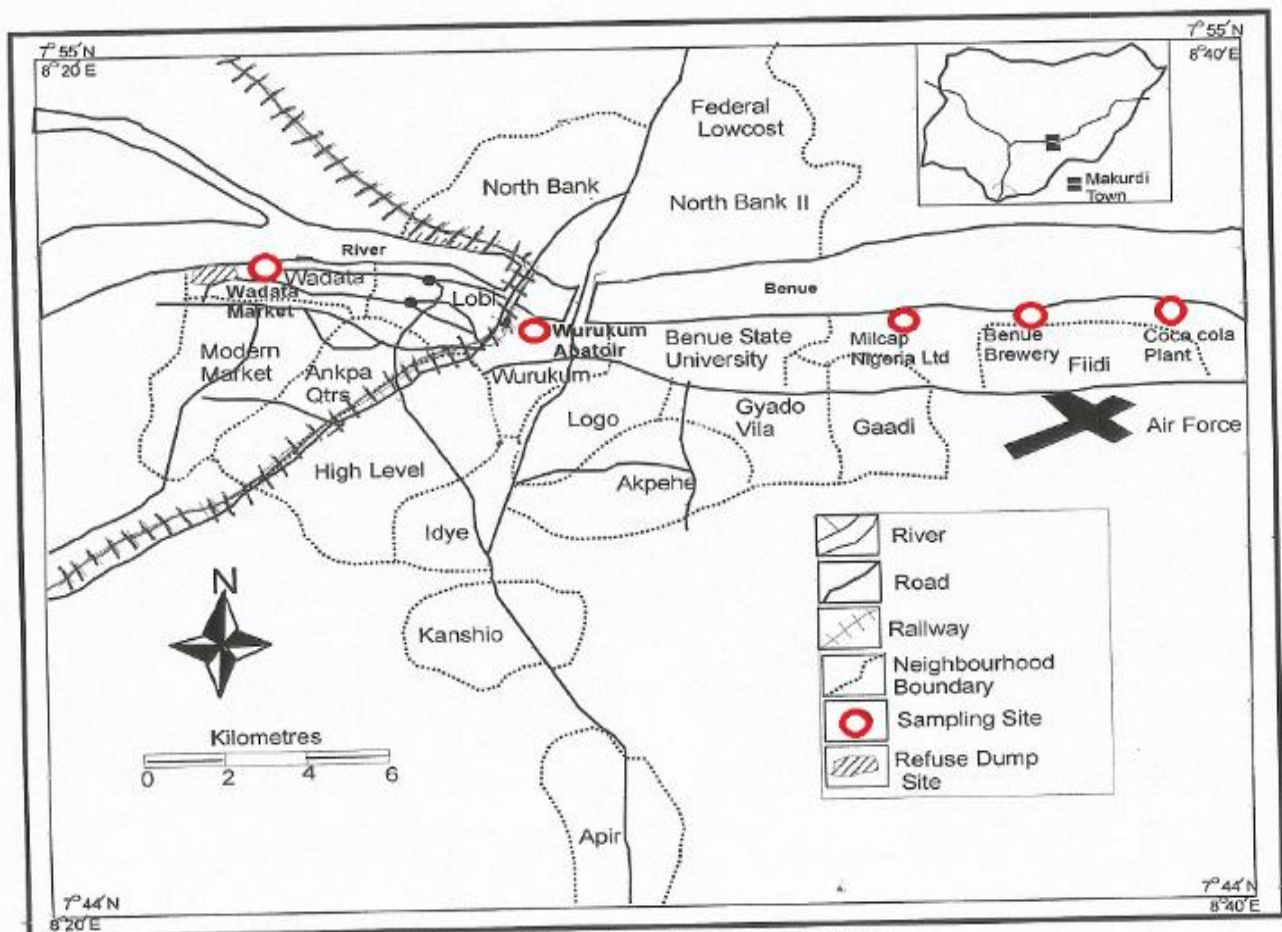 7°55'N
8°20'E
7°55'N
8°40'E
Federal
Lowcost
North Bank
North Bank II
Makurdi
Town
River
Benue
Wadata
Wadata
Market
Lobi
Wurukum
Abatoir
Benue State
University
Milcap
Nigeria Ltd
Benue
Brewery
Coca cola
Plant
Fiidi
Modern
Market
Ankpa
Qtrs
Wurukum
Logo
Gyado
Vila
Gaadi
Air Force
High Level
Akpehe
Idye
Kanshio
Apir
N
Kilometres
0 2 4 6
River
Road
Railway
Neighbourhood
Boundary
Sampling Site
Refuse Dump
Site
7°44'N
8°20'E
7°44'N
8°40'E